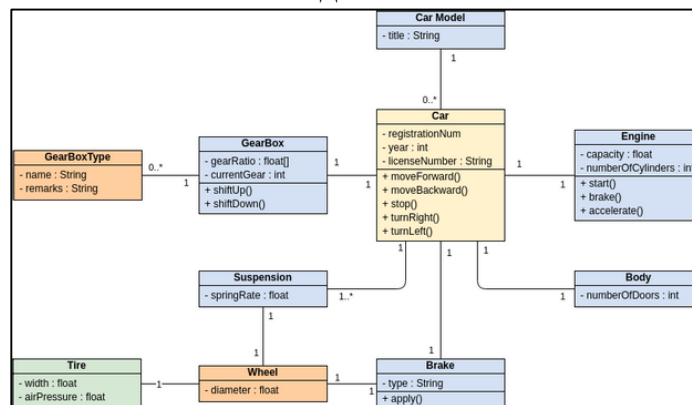 Car Model
- title : String
1
0..*
Car
- registrationNum
- year : int
- licenseNumber : String
+ moveForward()
+ moveBackward()
+ stop()
+ turnRight()
+ turnLeft()
GearBoxType
- name : String
- remarks : String
0..*
1
GearBox
- gearRatio : float[]
- currentGear : int
+ shiftUp()
+ shiftDown()
1
1
1
1
Engine
- capacity : float
- numberOfCylinders : int
+ start()
+ brake()
+ accelerate()
1
1
1
Suspension
- springRate : float
1..*
1
Body
- numberOfDoors : int
1
1
1
Tire
- width : float
- airPressure : float
1
Wheel
- diameter : float
1
1
Brake
- type : String
+ apply()